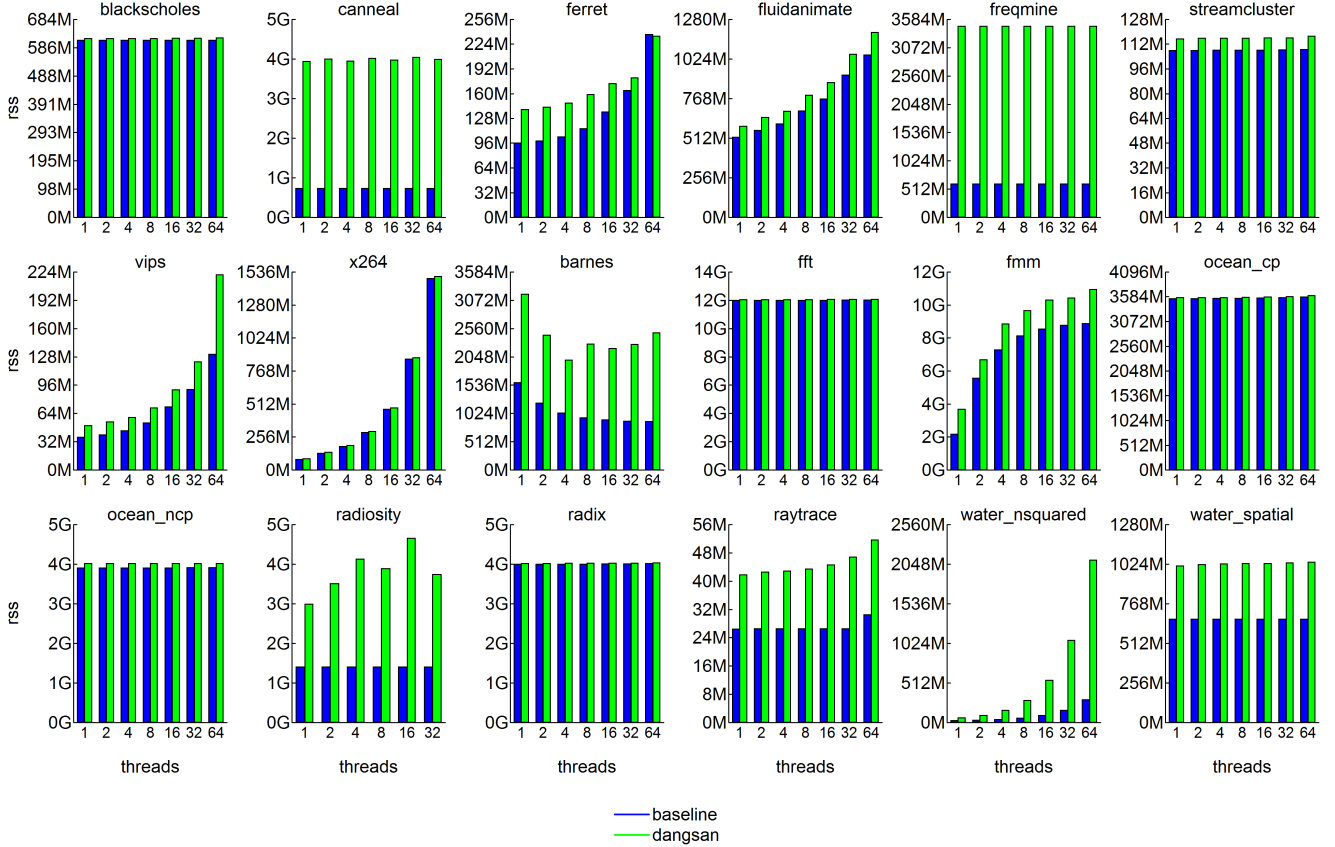 blackscholes
rss
684M
586M
488M
391M
293M
195M
98M
0M
1 2 4 8 16 32 64
canneal
5G
4G
3G
2G
1G
0G
1 2 4 8 16 32 64
ferret
256M
224M
192M
160M
128M
96M
64M
32M
0M
1 2 4 8 16 32 64
fluidanimate
1280M
1024M
768M
512M
256M
0M
1 2 4 8 16 32 64
freqmine
3584M
3072M
2560M
2048M
1536M
1024M
512M
0M
1 2 4 8 16 32 64
streamcluster
128M
112M
96M
80M
64M
48M
32M
16M
0M
1 2 4 8 16 32 64
vips
rss
224M
192M
160M
128M
96M
64M
32M
0M
1 2 4 8 16 32 64
x264
1536M
1280M
1024M
768M
512M
256M
0M
1 2 4 8 16 32 64
barnes
3584M
3072M
2560M
2048M
1536M
1024M
512M
0M
1 2 4 8 16 32 64
fft
14G
12G
10G
8G
6G
4G
2G
0G
1 2 4 8 16 32 64
fmm
12G
10G
8G
6G
4G
2G
0G
1 2 4 8 16 32 64
ocean_cp
4096M
3584M
3072M
2560M
2048M
1536M
1024M
512M
0M
1 2 4 8 16 32 64
ocean_ncp
rss
5G
4G
3G
2G
1G
0G
1 2 4 8 16 32 64
threads
radiosity
5G
4G
3G
2G
1G
0G
1 2 4 8 16 32
threads
radix
5G
4G
3G
2G
1G
0G
1 2 4 8 16 32 64
threads
raytrace
56M
48M
40M
32M
24M
16M
8M
0M
1 2 4 8 16 32 64
threads
water_nsquared
2560M
2048M
1536M
1024M
512M
0M
1 2 4 8 16 32 64
threads
water_spatial
1280M
1024M
768M
512M
256M
0M
1 2 4 8 16 32 64
threads
baseline
dangsan